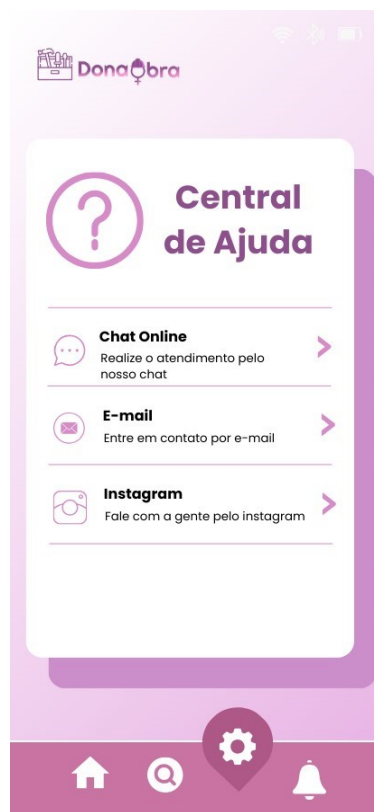 DonaObra
Central
de Ajuda
Chat Online
Realize o atendimento pelo
nosso chat
E-mail
Entre em contato por e-mail
Instagram
Fale com a gente pelo instagram